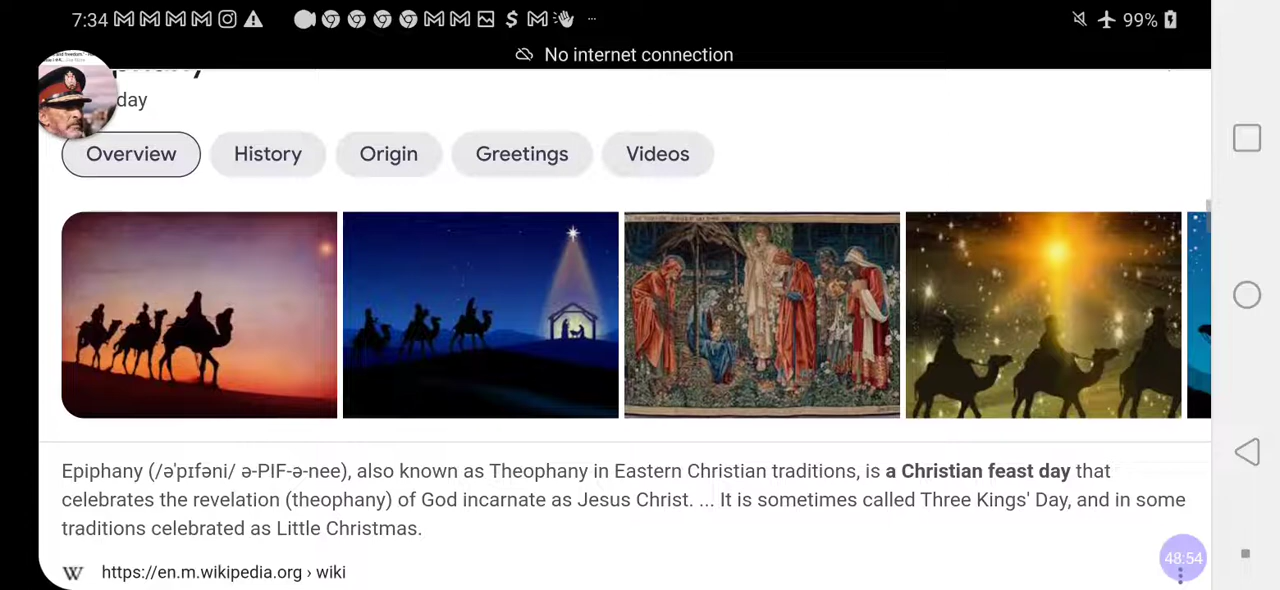 7:34 99%
No internet connection
day
Overview History Origin Greetings Videos
Epiphany (/əˈpɪfəni/ ə-PIF-ə-nee), also known as Theophany in Eastern Christian traditions, is a Christian feast day that
celebrates the revelation (theophany) of God incarnate as Jesus Christ. ... It is sometimes called Three Kings' Day, and in some
traditions celebrated as Little Christmas.
W https://en.m.wikipedia.org › wiki
48:54